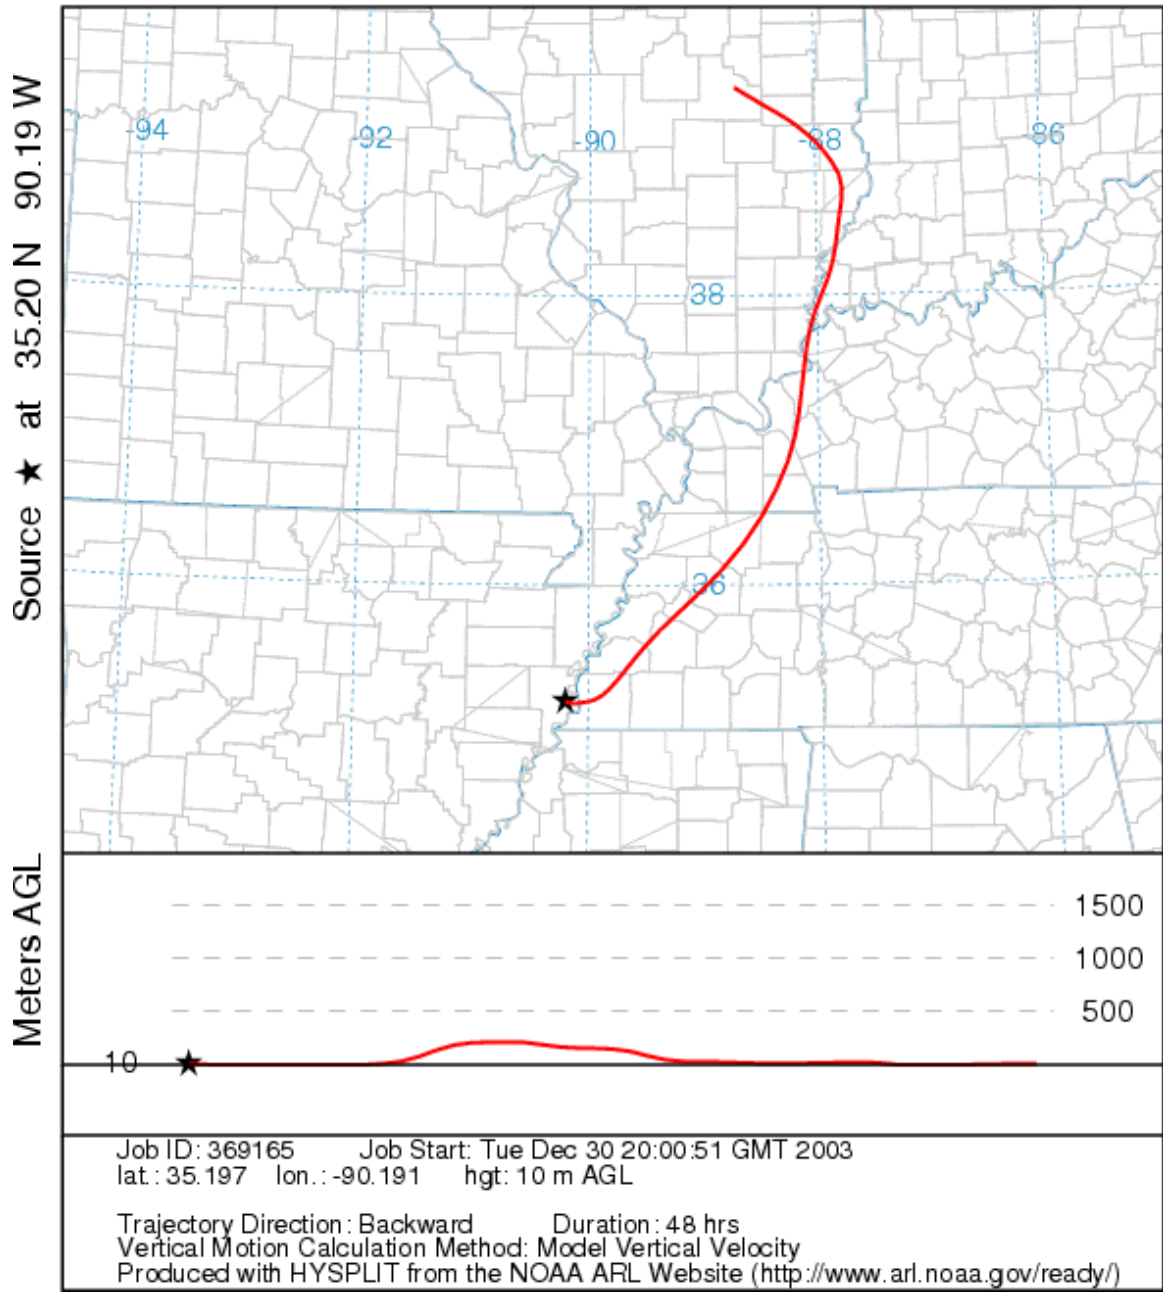 Source ★ at 35.20 N 90.19 W
-94
-92
-90
-88
-86
38
36
Meters AGL
1500
1000
500
10
Job ID: 369165 Job Start: Tue Dec 30 20:00:51 GMT 2003
lat.: 35.197 lon.: -90.191 hgt: 10 m AGL
Trajectory Direction: Backward Duration: 48 hrs
Vertical Motion Calculation Method: Model Vertical Velocity
Produced with HYSPLIT from the NOAA ARL Website (http://www.arl.noaa.gov/ready/)